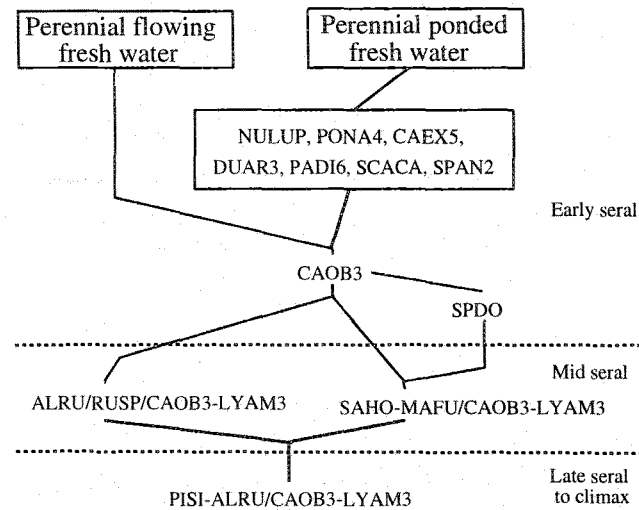 Perennial flowing
fresh water
Perennial ponded
fresh water
NULUP, PONA4, CAEX5,
DUAR3, PADI6, SCACA, SPAN2
Early seral
CAOB3
SPDO
Mid seral
ALRU/RUSP/CAOB3-LYAM3
SAHO-MAFU/CAOB3-LYAM3
Late seral
to climax
PISI-ALRU/CAOB3-LYAM3